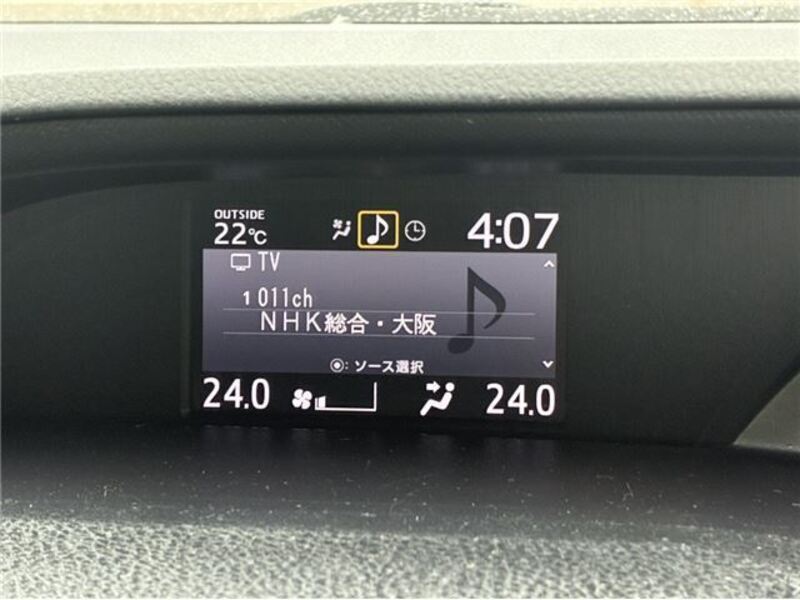 OUTSIDE
22℃
4:07
TV
1 011ch
NHK総合・大阪
: ソース選択
24.0
24.0